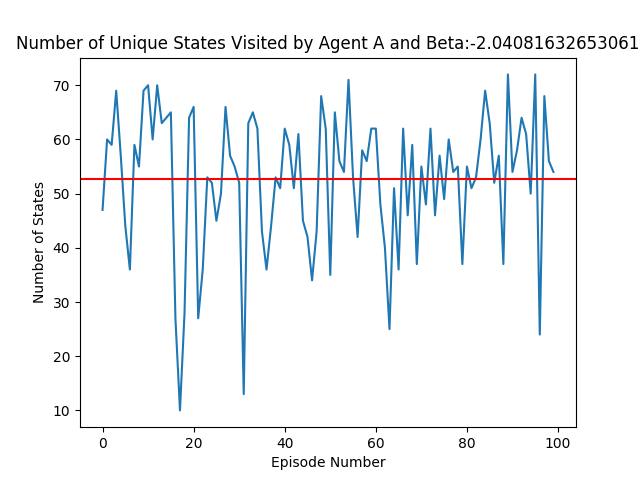 Number of Unique States Visited by Agent A and Beta:-2.04081632653061
70
60
50
40
30
20
10
Number of States
0 20 40 60 80 100
Episode Number